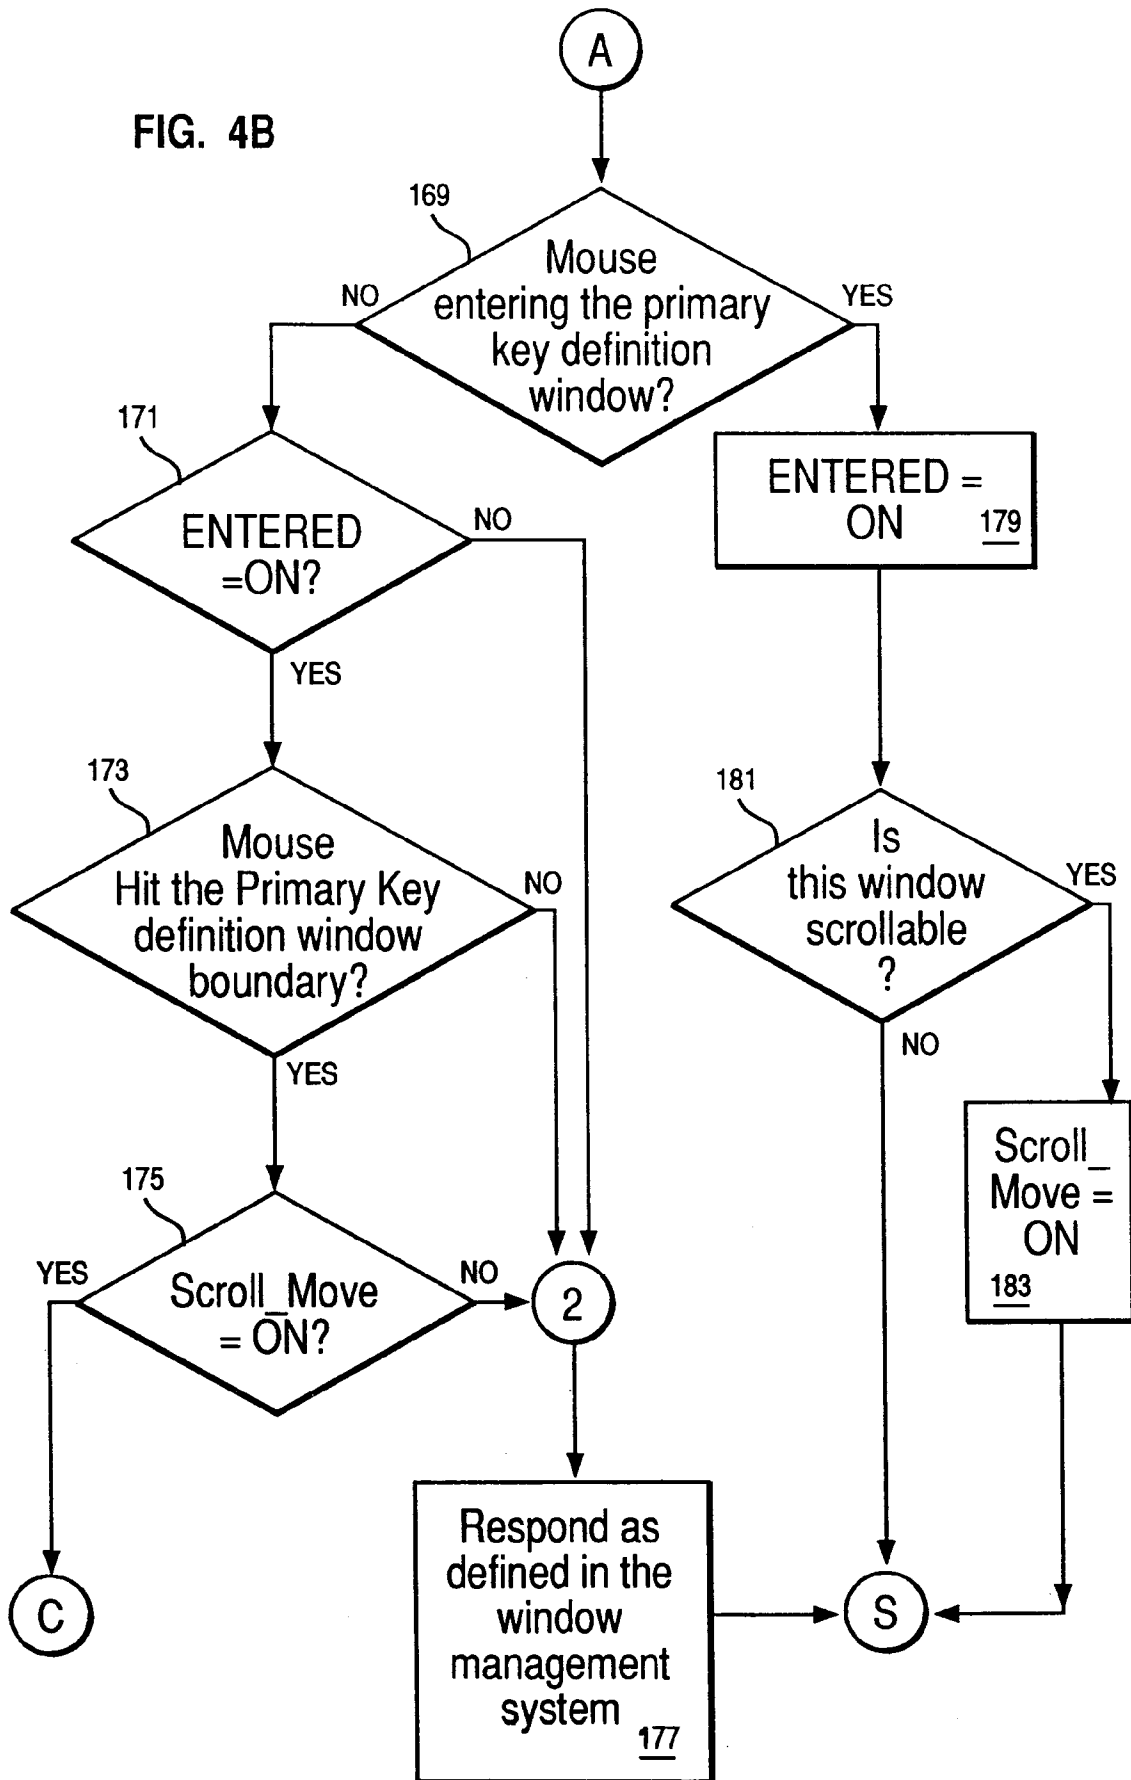 A
FIG. 4B
169
Mouse
entering the primary
key definition
window?
NO
YES
171
ENTERED
=ON?
NO
YES
ENTERED =
ON
179
173
Mouse
Hit the Primary Key
definition window
boundary?
NO
YES
181
Is
this window
scrollable
?
YES
NO
175
Scroll_Move
= ON?
YES
NO
2
Scroll_
Move =
ON
183
C
Respond as
defined in the
window
management
system
177
S